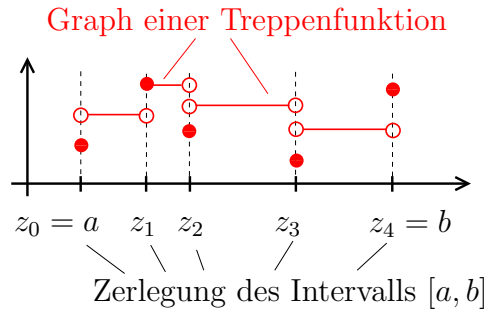 Graph einer Treppenfunktion
z₀ = a z₁ z₂ z₃ z₄ = b
Zerlegung des Intervalls [a, b]